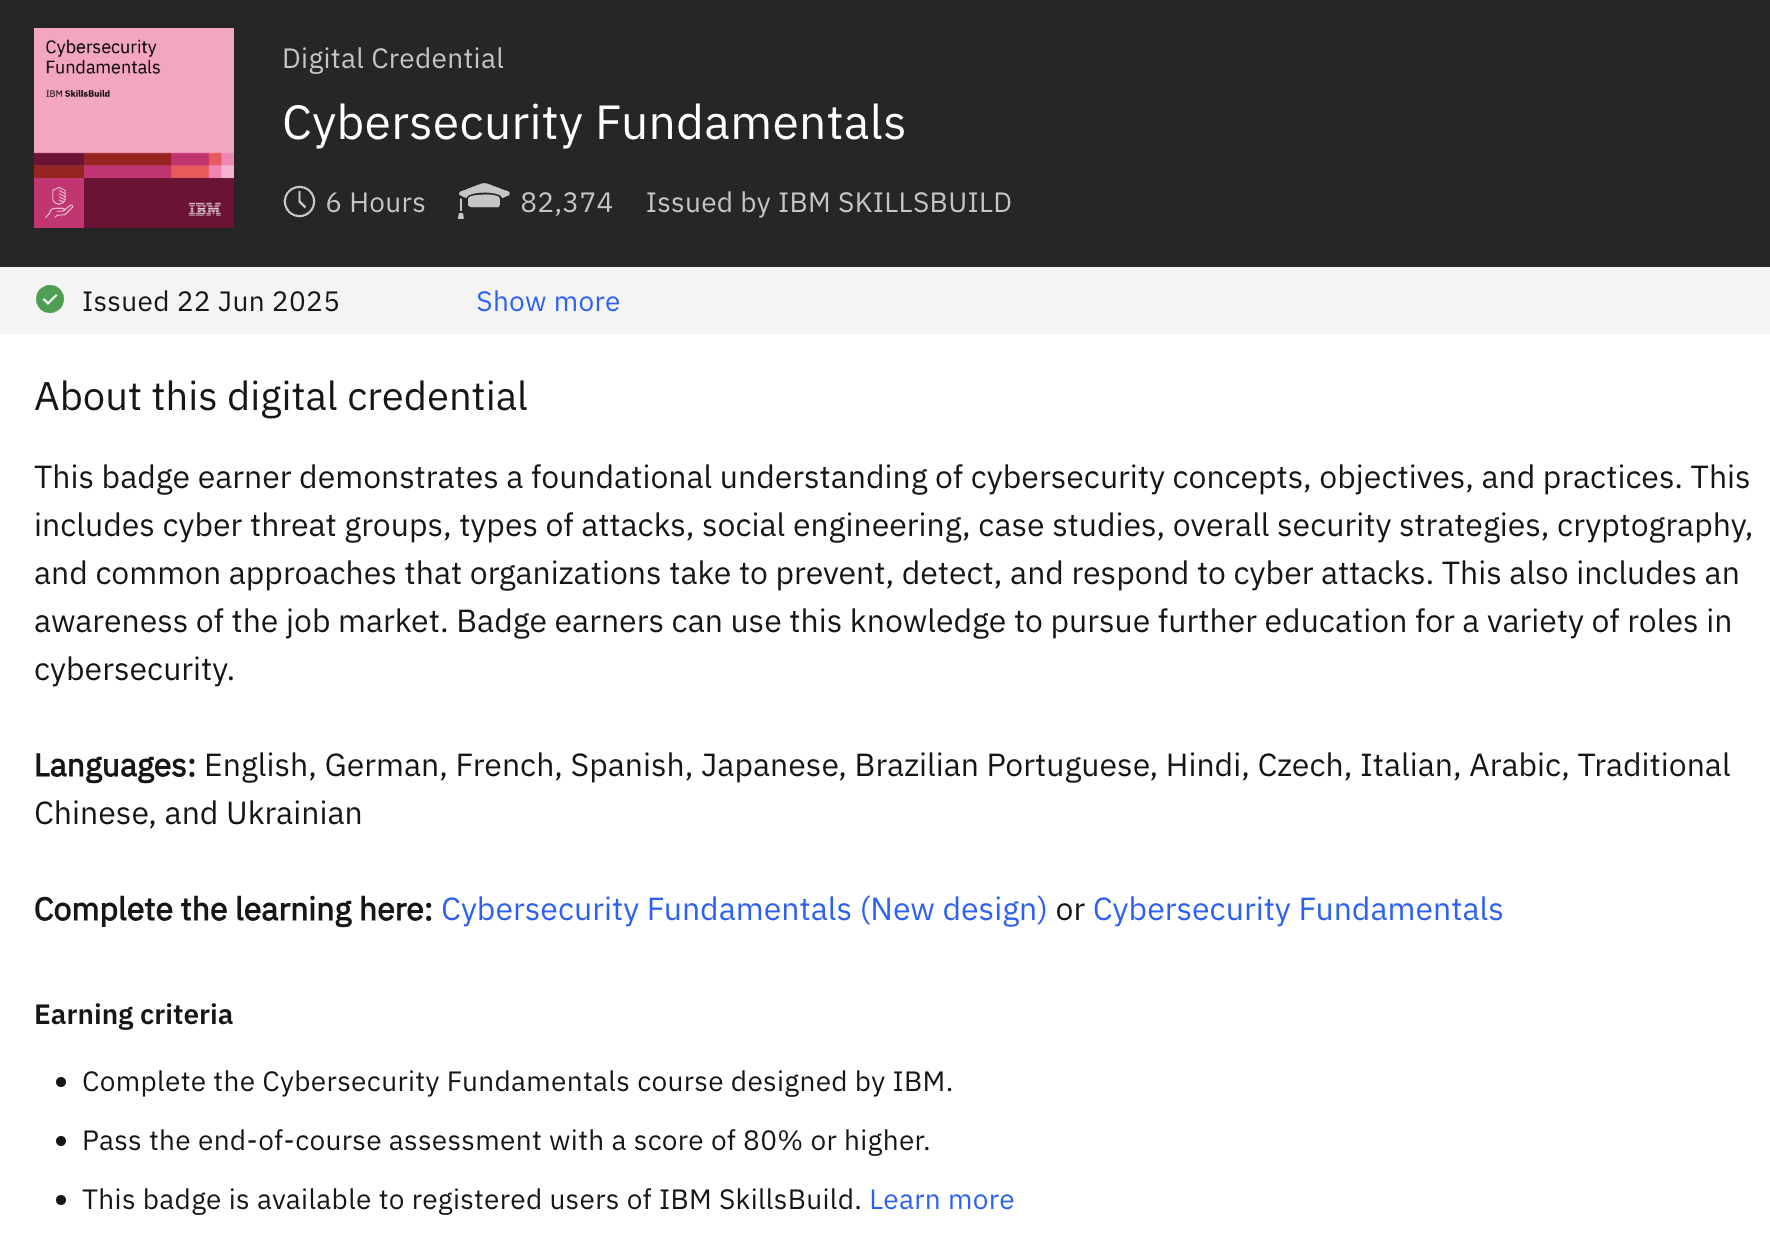 Cybersecurity
Fundamentals
IBM SkillsBuild
IBM
Digital Credential
Cybersecurity Fundamentals
6 Hours 82,374 Issued by IBM SKILLSBUILD
Issued 22 Jun 2025 Show more
About this digital credential
This badge earner demonstrates a foundational understanding of cybersecurity concepts, objectives, and practices. This
includes cyber threat groups, types of attacks, social engineering, case studies, overall security strategies, cryptography,
and common approaches that organizations take to prevent, detect, and respond to cyber attacks. This also includes an
awareness of the job market. Badge earners can use this knowledge to pursue further education for a variety of roles in
cybersecurity.
Languages: English, German, French, Spanish, Japanese, Brazilian Portuguese, Hindi, Czech, Italian, Arabic, Traditional
Chinese, and Ukrainian
Complete the learning here: Cybersecurity Fundamentals (New design) or Cybersecurity Fundamentals
Earning criteria
• Complete the Cybersecurity Fundamentals course designed by IBM.
• Pass the end-of-course assessment with a score of 80% or higher.
• This badge is available to registered users of IBM SkillsBuild. Learn more